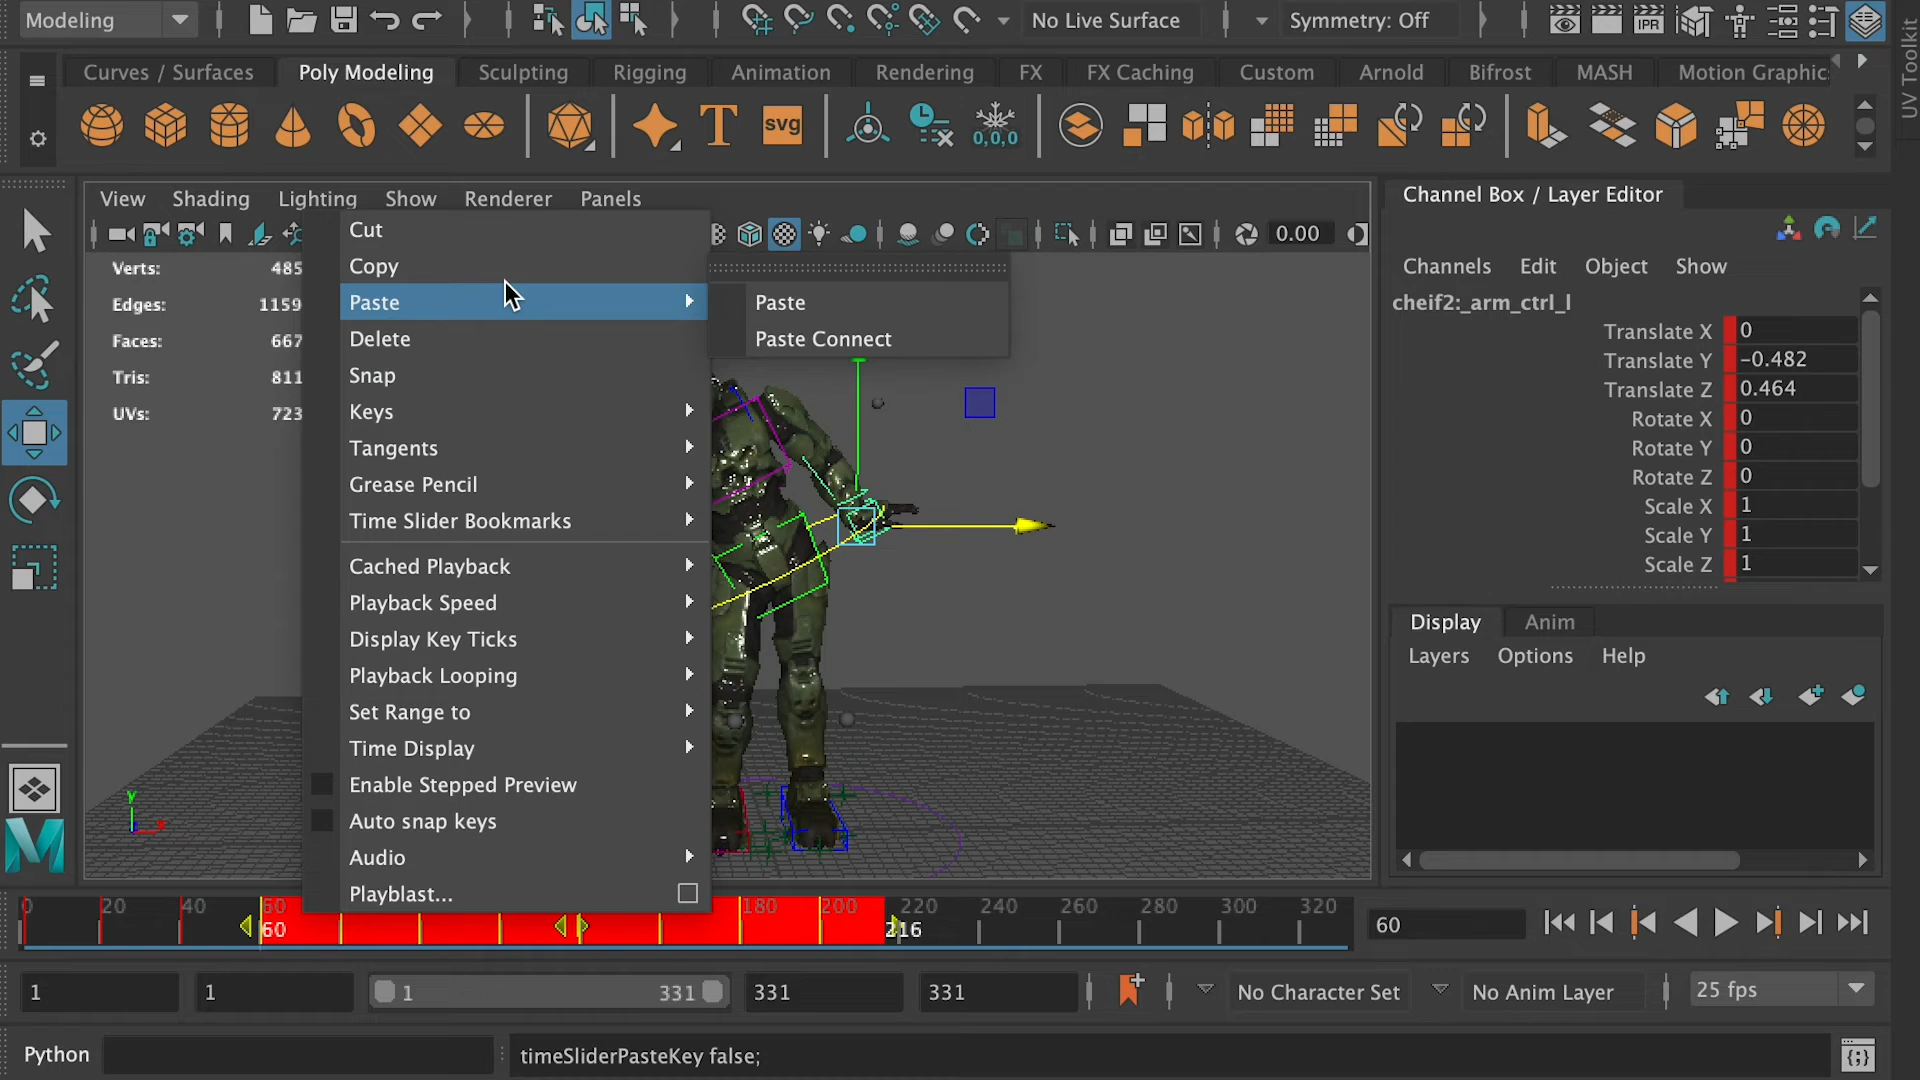 Modeling
No Live Surface
Symmetry: Off
IPR
UV Toolkit
Curves / Surfaces
Poly Modeling
Sculpting
Rigging
Animation
Rendering
FX
FX Caching
Custom
Arnold
Bifrost
MASH
Motion Graphic
T
svg
0,0,0
View
Shading
Lighting
Show
Renderer
Panels
0.00
Verts: 485
Edges: 1159
Faces: 667
Tris: 811
UVs: 723
Cut
Copy
Paste
Delete
Snap
Keys
Tangents
Grease Pencil
Time Slider Bookmarks
Cached Playback
Playback Speed
Display Key Ticks
Playback Looping
Set Range to
Time Display
Enable Stepped Preview
Auto snap keys
Audio
Playblast...
Paste
Paste Connect
y
Channel Box / Layer Editor
Channels Edit Object Show
cheif2:_arm_ctrl_l
Translate X 0
Translate Y -0.482
Translate Z 0.464
Rotate X 0
Rotate Y 0
Rotate Z 0
Scale X 1
Scale Y 1
Scale Z 1
Display Anim
Layers Options Help
M
0 20 40 60 180 200 220 240 260 280 300 320
60 216
60
1
1
1 331
331
331
No Character Set
No Anim Layer
25 fps
Python
timeSliderPasteKey false;
{;}